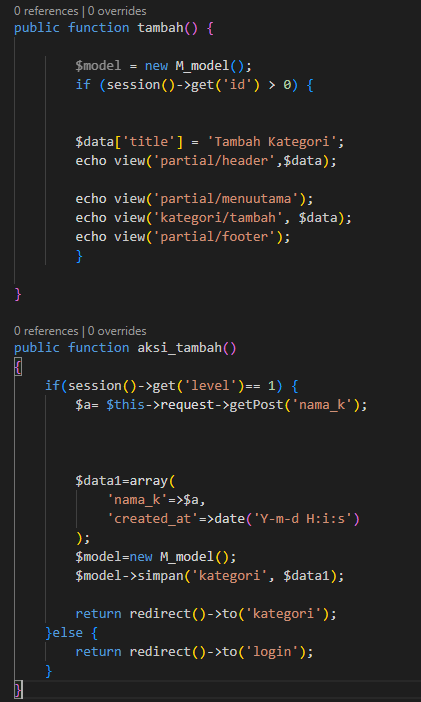 0 references | 0 overrides
public function tambah() {
$model = new M_model();
if (session()->get('id') > 0) {
$data['title'] = 'Tambah Kategori';
echo view('partial/header',$data);
echo view('partial/menuutama');
echo view('kategori/tambah', $data);
echo view('partial/footer');
}
}
0 references | 0 overrides
public function aksi_tambah()
{
if(session()->get('level')== 1) {
$a= $this->request->getPost('nama_k');
$data1=array(
'nama_k'=>$a,
'created_at'=>date('Y-m-d H:i:s')
);
$model=new M_model();
$model->simpan('kategori', $data1);
return redirect()->to('kategori');
}else {
return redirect()->to('login');
}
}